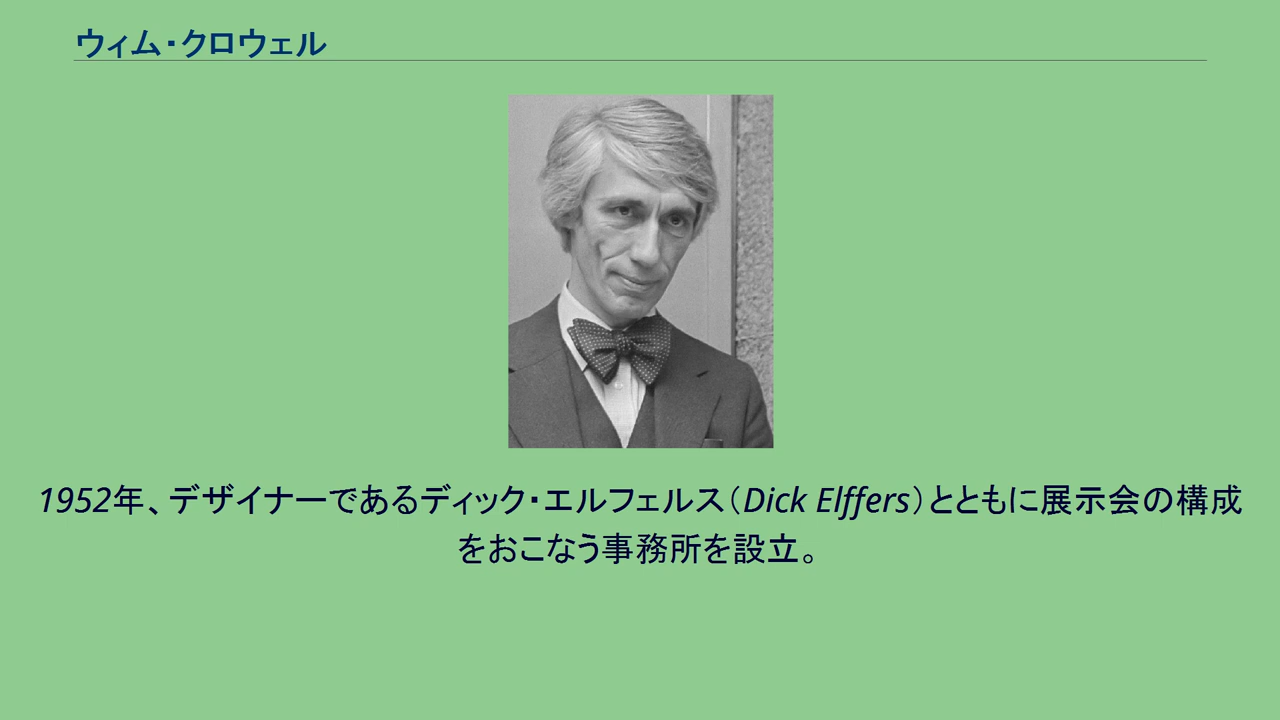 ウィム・クロウェル
1952年、デザイナーであるディック・エルフェルス（Dick Elffers）とともに展示会の構成
をおこなう事務所を設立。